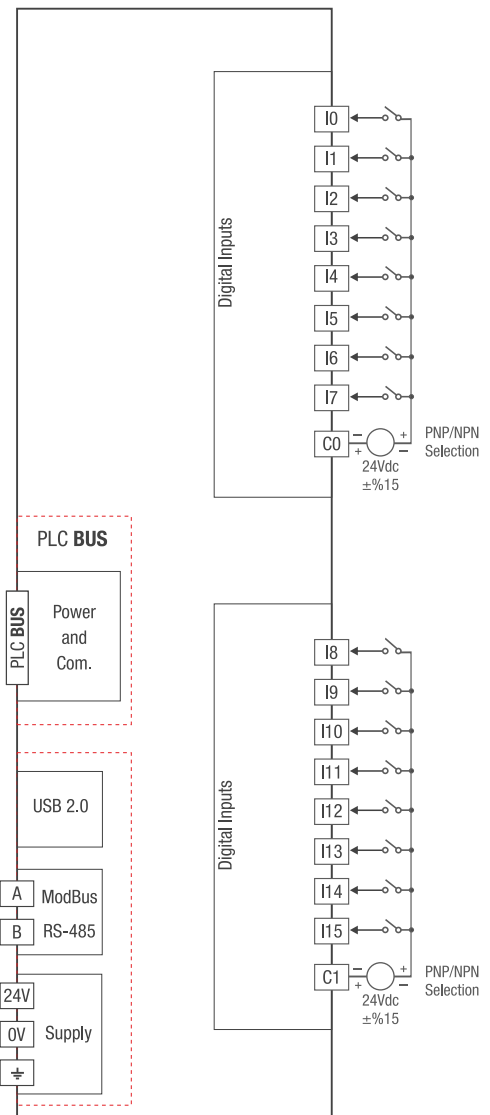 Digital Inputs
I0
I1
I2
I3
I4
I5
I6
I7
C0
− + 
+ −
PNP/NPN
Selection
24Vdc
±%15
PLC BUS
PLC BUS
Power
and
Com.
Digital Inputs
I8
I9
I10
I11
I12
I13
I14
I15
C1
− +
+ −
PNP/NPN
Selection
24Vdc
±%15
USB 2.0
A
B
ModBus
RS-485
24V
0V
Supply